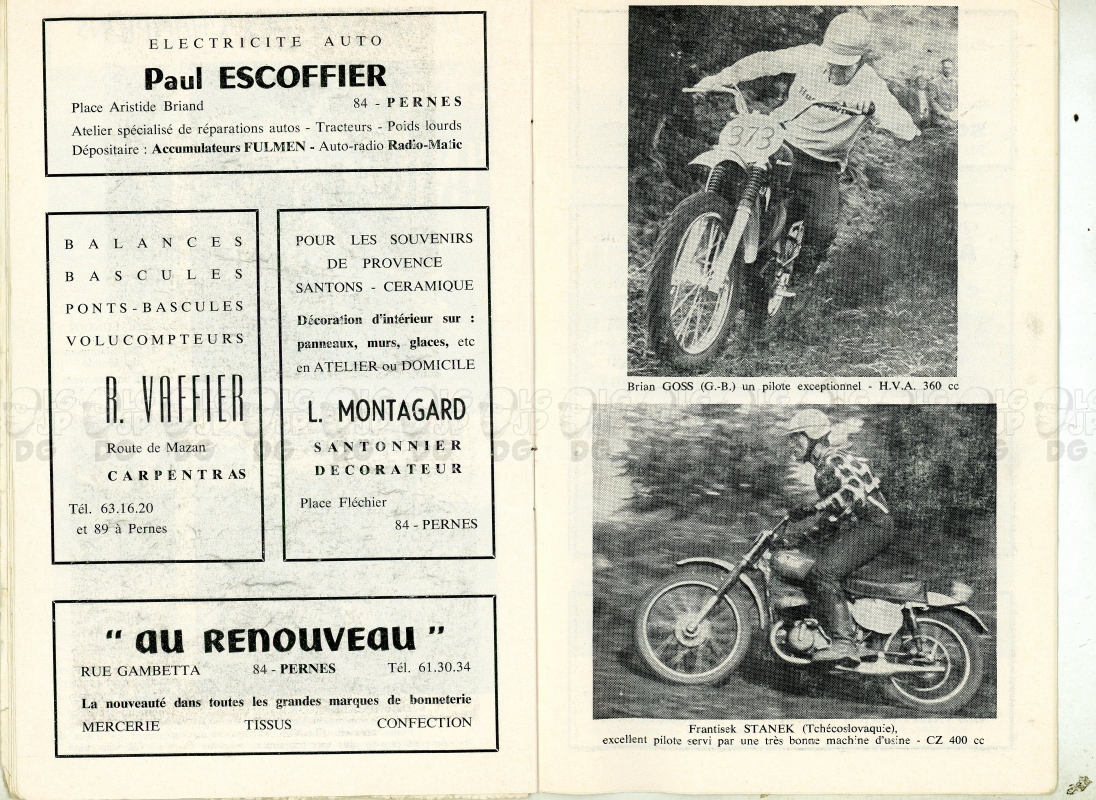 ELECTRICITE AUTO
Paul ESCOFFIER
Place Aristide Briand 84 - PERNES
Atelier spécialisé de réparations autos - Tracteurs - Poids lourds
Dépositaire : Accumulateurs FULMEN - Auto-radio Radio-Matic
BALANCES
BASCULES
PONTS-BASCULES
VOLUCOMPTEURS
R. VAFFIER
Route de Mazan
CARPENTRAS
Tél. 63.16.20
et 89 à Pernes
POUR LES SOUVENIRS
DE PROVENCE
SANTONS - CERAMIQUE
Décoration d'intérieur sur :
panneaux, murs, glaces, etc
en ATELIER ou DOMICILE
L. MONTAGARD
SANTONNIER
DECORATEUR
Place Fléchier
84 - PERNES
" au RENOUVEAU "
RUE GAMBETTA 84 - PERNES Tél. 61.30.34
La nouveauté dans toutes les grandes marques de bonneterie
MERCERIE TISSUS CONFECTION
373
Brian GOSS (G.-B.) un pilote exceptionnel - H.V.A. 360 cc
Frantisek STANEK (Tchécoslovaquie),
excellent pilote servi par une très bonne machine d'usine - CZ 400 cc